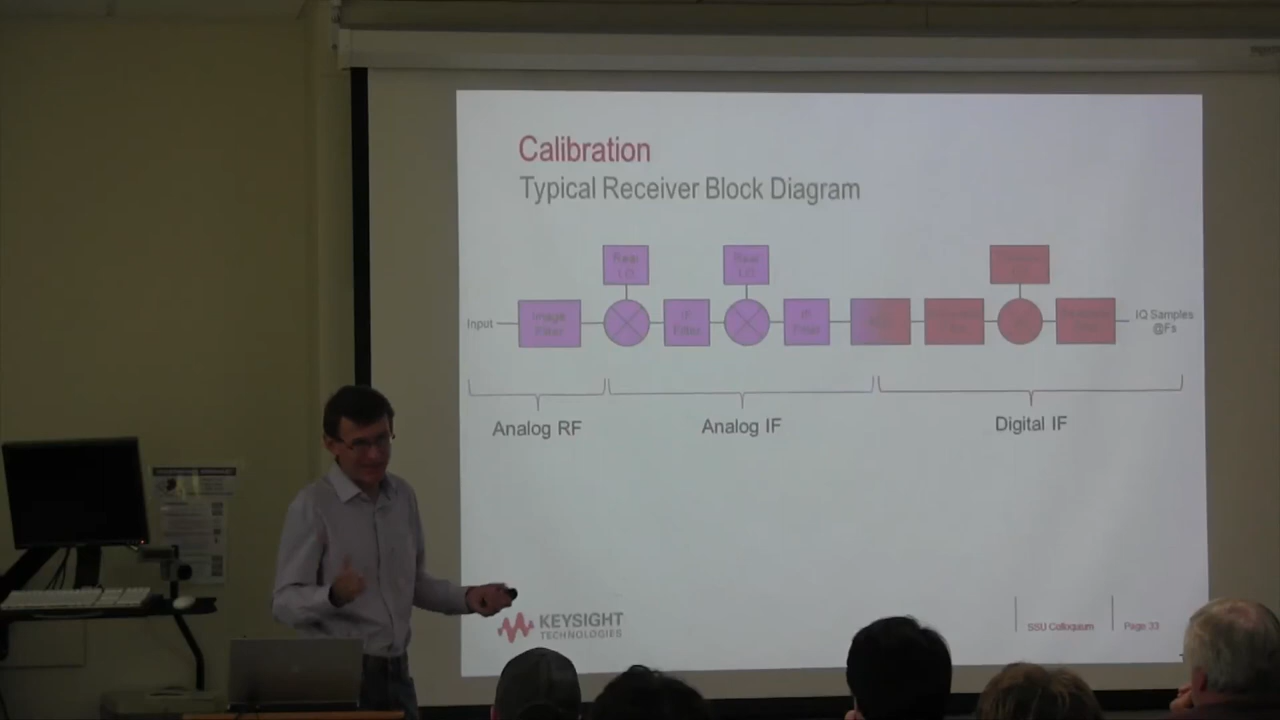 Calibration
Typical Receiver Block Diagram
Real
LO
Real
LO
Input
Image
Filter
IF
Filter
IF
Filter
IQ Samples
@Fs
Analog RF
Analog IF
Digital IF
KEYSIGHT
TECHNOLOGIES
SSU Colloquium
Page 33